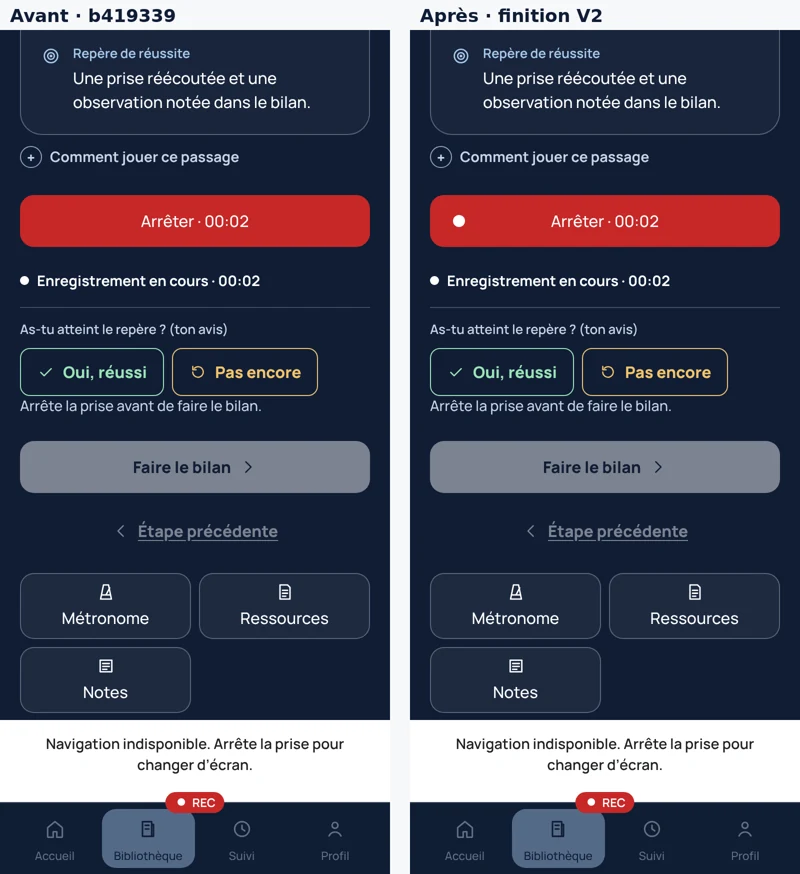 Avant · b419339
Repère de réussite
Une prise réécoutée et une
observation notée dans le bilan.
Comment jouer ce passage
Arrêter · 00:02
Enregistrement en cours · 00:02
As-tu atteint le repère ? (ton avis)
Oui, réussi
Pas encore
Arrête la prise avant de faire le bilan.
Faire le bilan
Étape précédente
Métronome
Ressources
Notes
Navigation indisponible. Arrête la prise pour
changer d’écran.
REC
Accueil
Bibliothèque
Suivi
Profil
Après · finition V2
Repère de réussite
Une prise réécoutée et une
observation notée dans le bilan.
Comment jouer ce passage
Arrêter · 00:02
Enregistrement en cours · 00:02
As-tu atteint le repère ? (ton avis)
Oui, réussi
Pas encore
Arrête la prise avant de faire le bilan.
Faire le bilan
Étape précédente
Métronome
Ressources
Notes
Navigation indisponible. Arrête la prise pour
changer d’écran.
REC
Accueil
Bibliothèque
Suivi
Profil